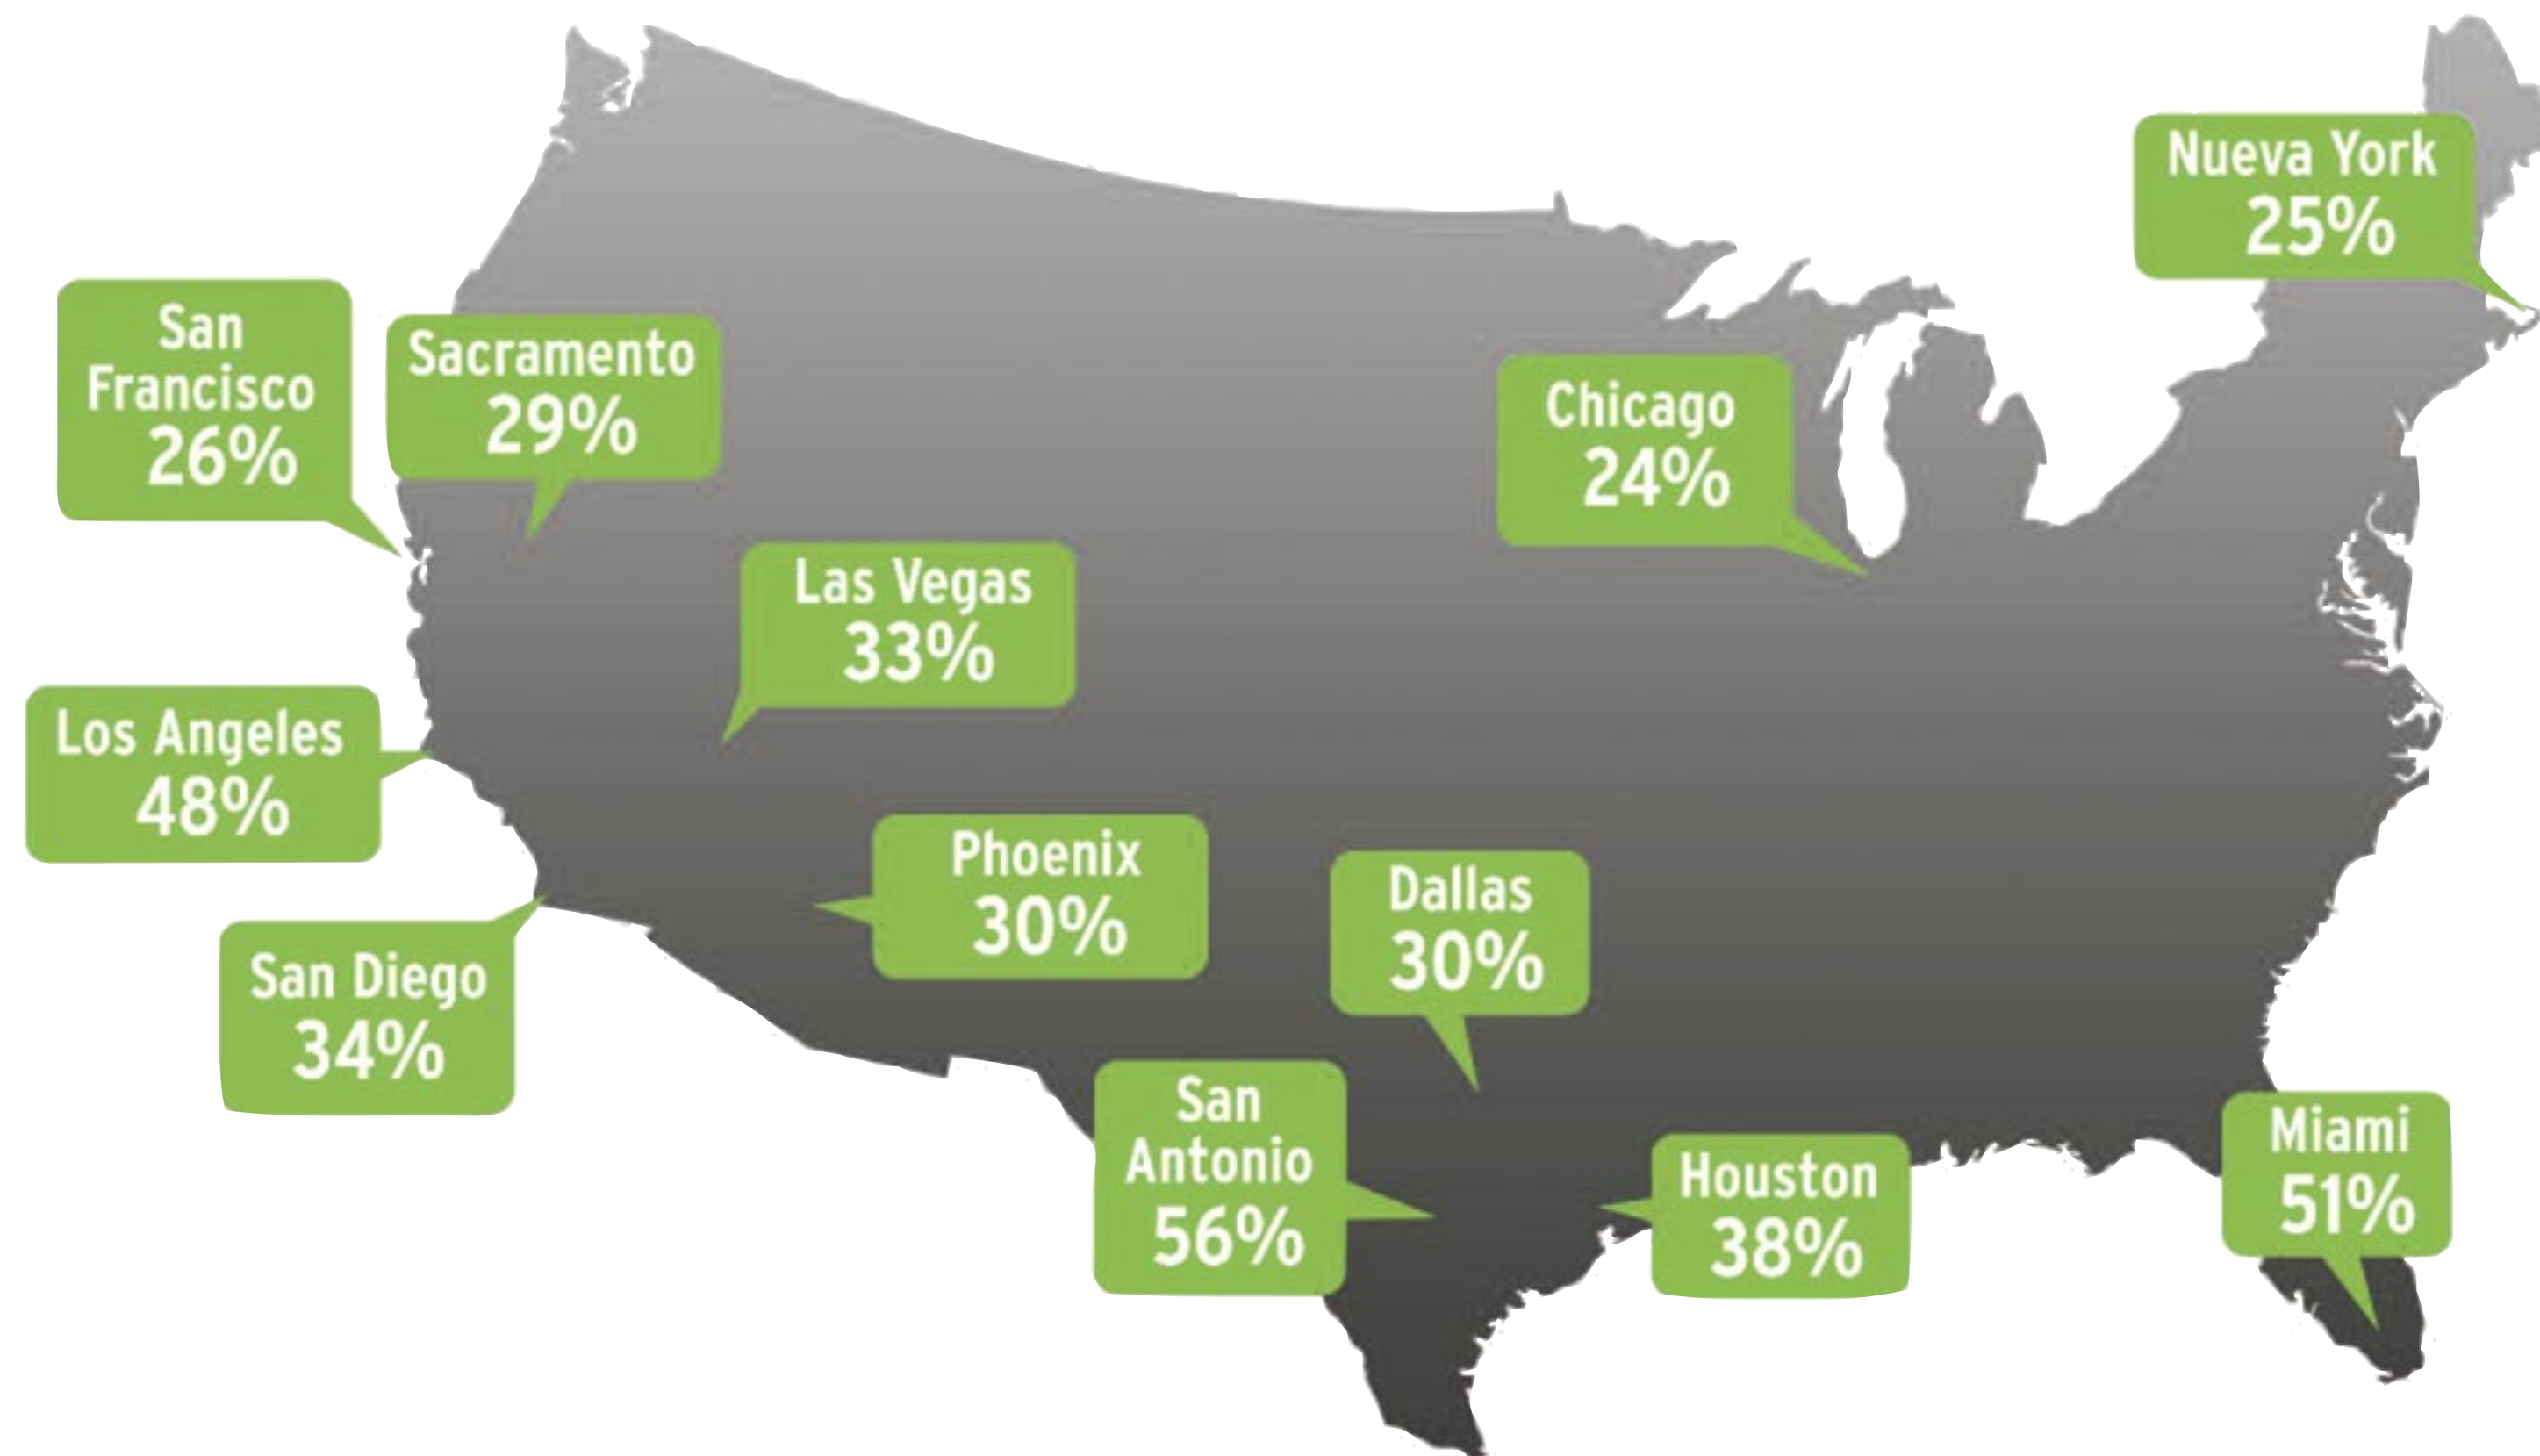 Nueva York
25%
San
Francisco
26%
Sacramento
29%
Chicago
24%
Las Vegas
33%
Los Angeles
48%
Phoenix
30%
Dallas
30%
San Diego
34%
San
Antonio
56%
Houston
38%
Miami
51%